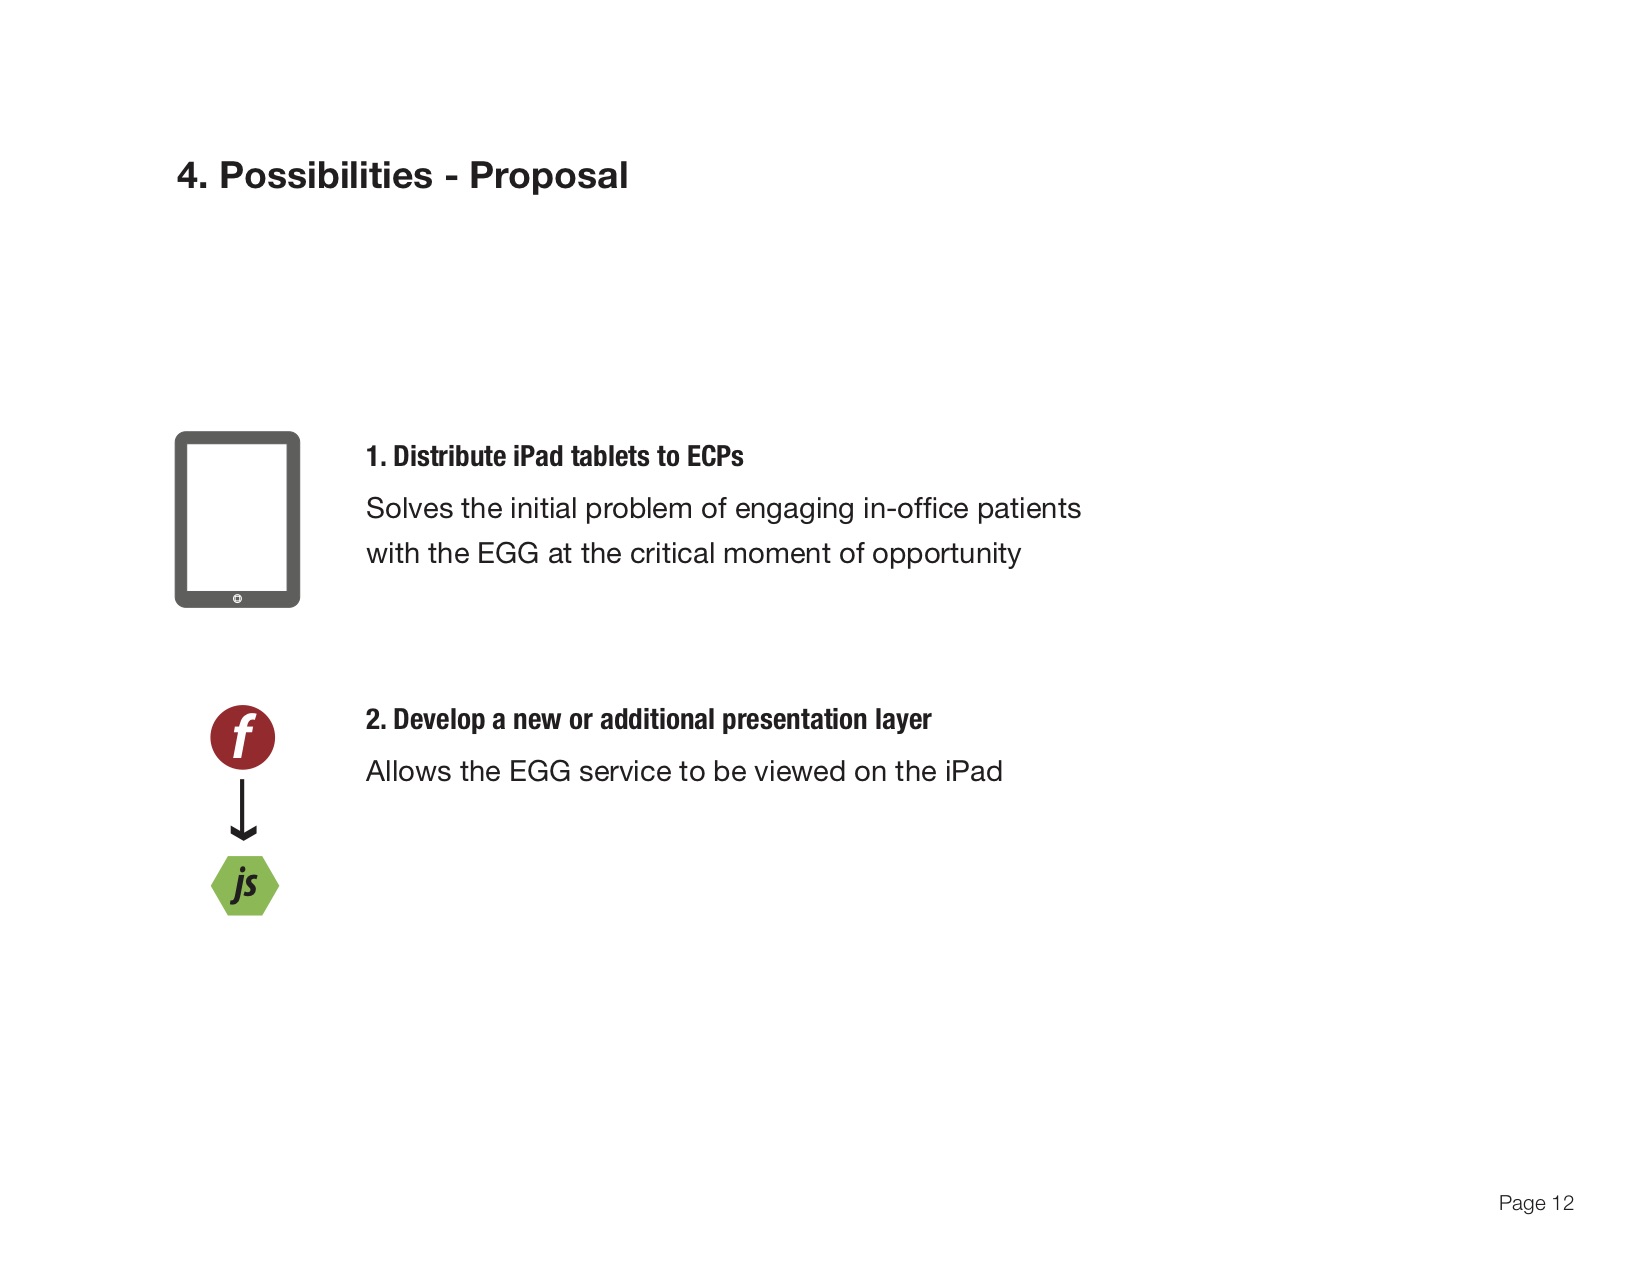 4. Possibilities - Proposal
1. Distribute iPad tablets to ECPs
Solves the initial problem of engaging in-office patients
with the EGG at the critical moment of opportunity
f
2. Develop a new or additional presentation layer
Allows the EGG service to be viewed on the iPad
js
Page 12